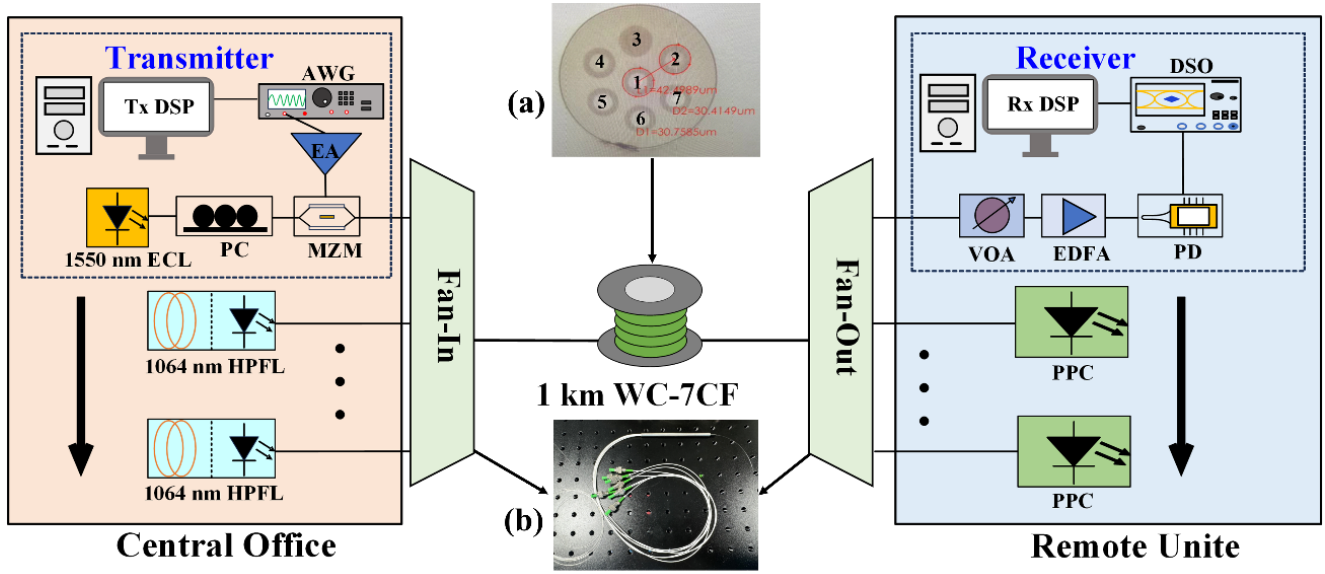 Transmitter
AWG
Tx DSP
EA
1550 nm ECL
PC
MZM
1064 nm HPFL
1064 nm HPFL
Central Office
Fan-In
(a)
3
4
2
1
5
7
6
D2=30.4149um
D1=30.7585um
1 km WC-7CF
(b)
Fan-Out
Receiver
DSO
Rx DSP
VOA
EDFA
PD
PPC
PPC
Remote Unite